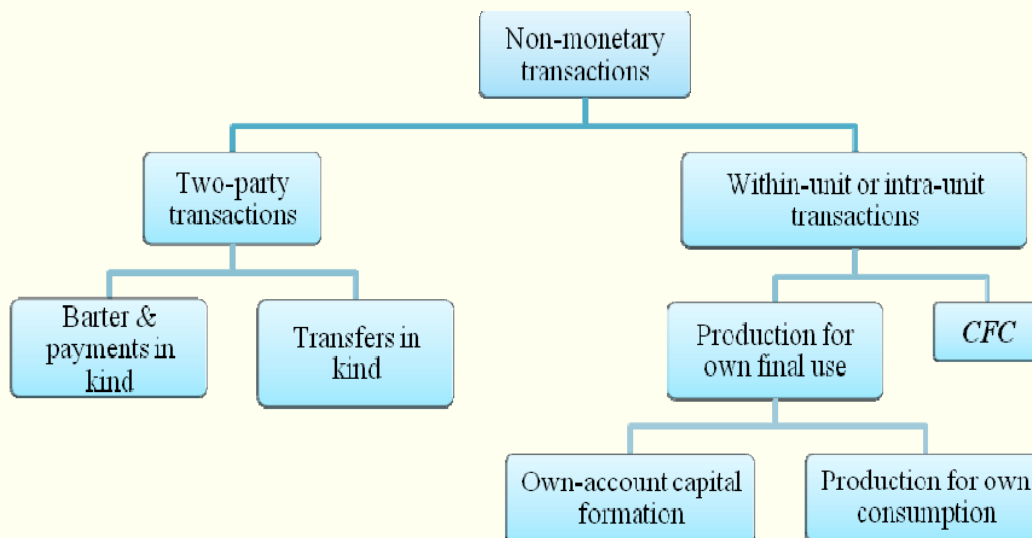 Non-monetary
transactions
Two-party
transactions
Within-unit or intra-unit
transactions
Barter &
payments in
kind
Transfers in
kind
Production for
own final use
CFC
Own-account capital
formation
Production for own
consumption